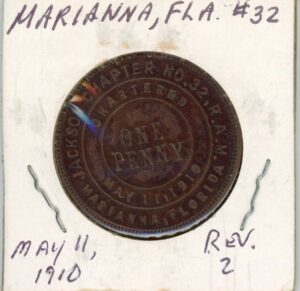 MARIANNA, FLA. #32
JACKSON CHAPTER NO. 32, R.A.M.
CHARTERED
ONE
PENNY
MAY 11, 1910
MARIANNA, FLORIDA
MAY 11,
1910
REV.
2